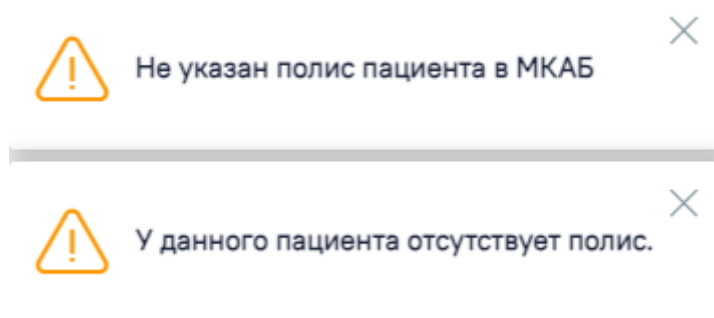 Не указан полис пациента в МКАБ
У данного пациента отсутствует полис.